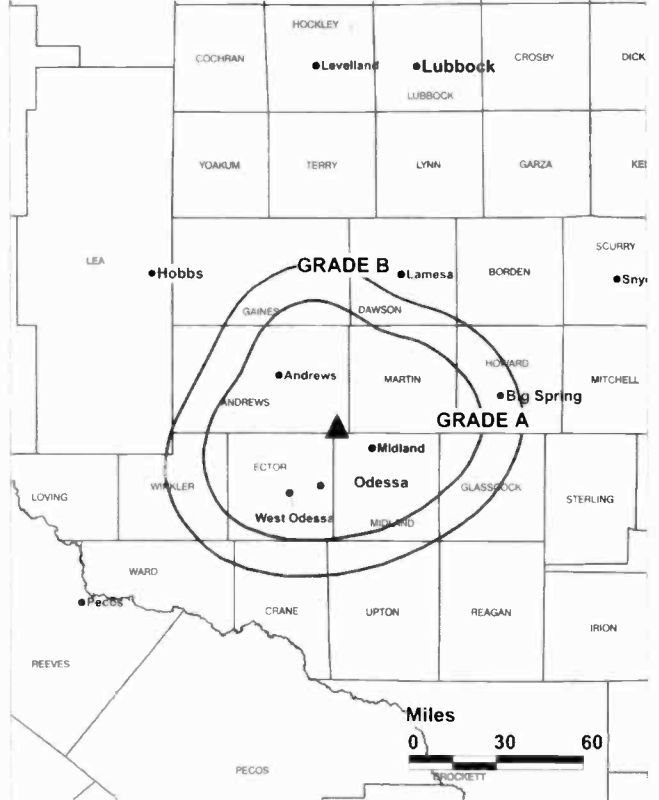 HOCKLEY
COCHRAN
Levelland
Lubbock
CROSBY
DICK
LUBBOCK
YOAKUM
TERRY
LYNN
GARZA
KE
LEA
Hobbs
GRADE B
Lamesa
BORDEN
SCURRY
Sny
GAINES
DAWSON
HOWARD
Andrews
MARTIN
MITCHELL
Big Spring
ANDREWS
GRADE A
Midland
ECTOR
Odessa
LOVING
WINKLER
GLASSCOCK
STERLING
West Odessa
MIDLAND
WARD
Pecos
CRANE
UPTON
REAGAN
IRION
REEVES
Miles
0 30 60
PECOS
CROCKETT